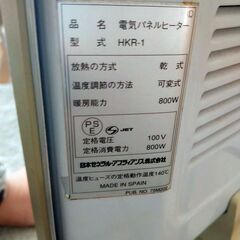 品名 電気パネルヒーター
型式 HKR-1
放熱の方式 乾式
温度調節の方法 可変式
暖房能力 800W
PS E JET
定格電圧 100V
定格消費電力 800W
日本ゼネラル・アプライアンス株式会社
温度ヒューズの定格動作温度140℃
MADE IN SPAIN
PUB. NO.